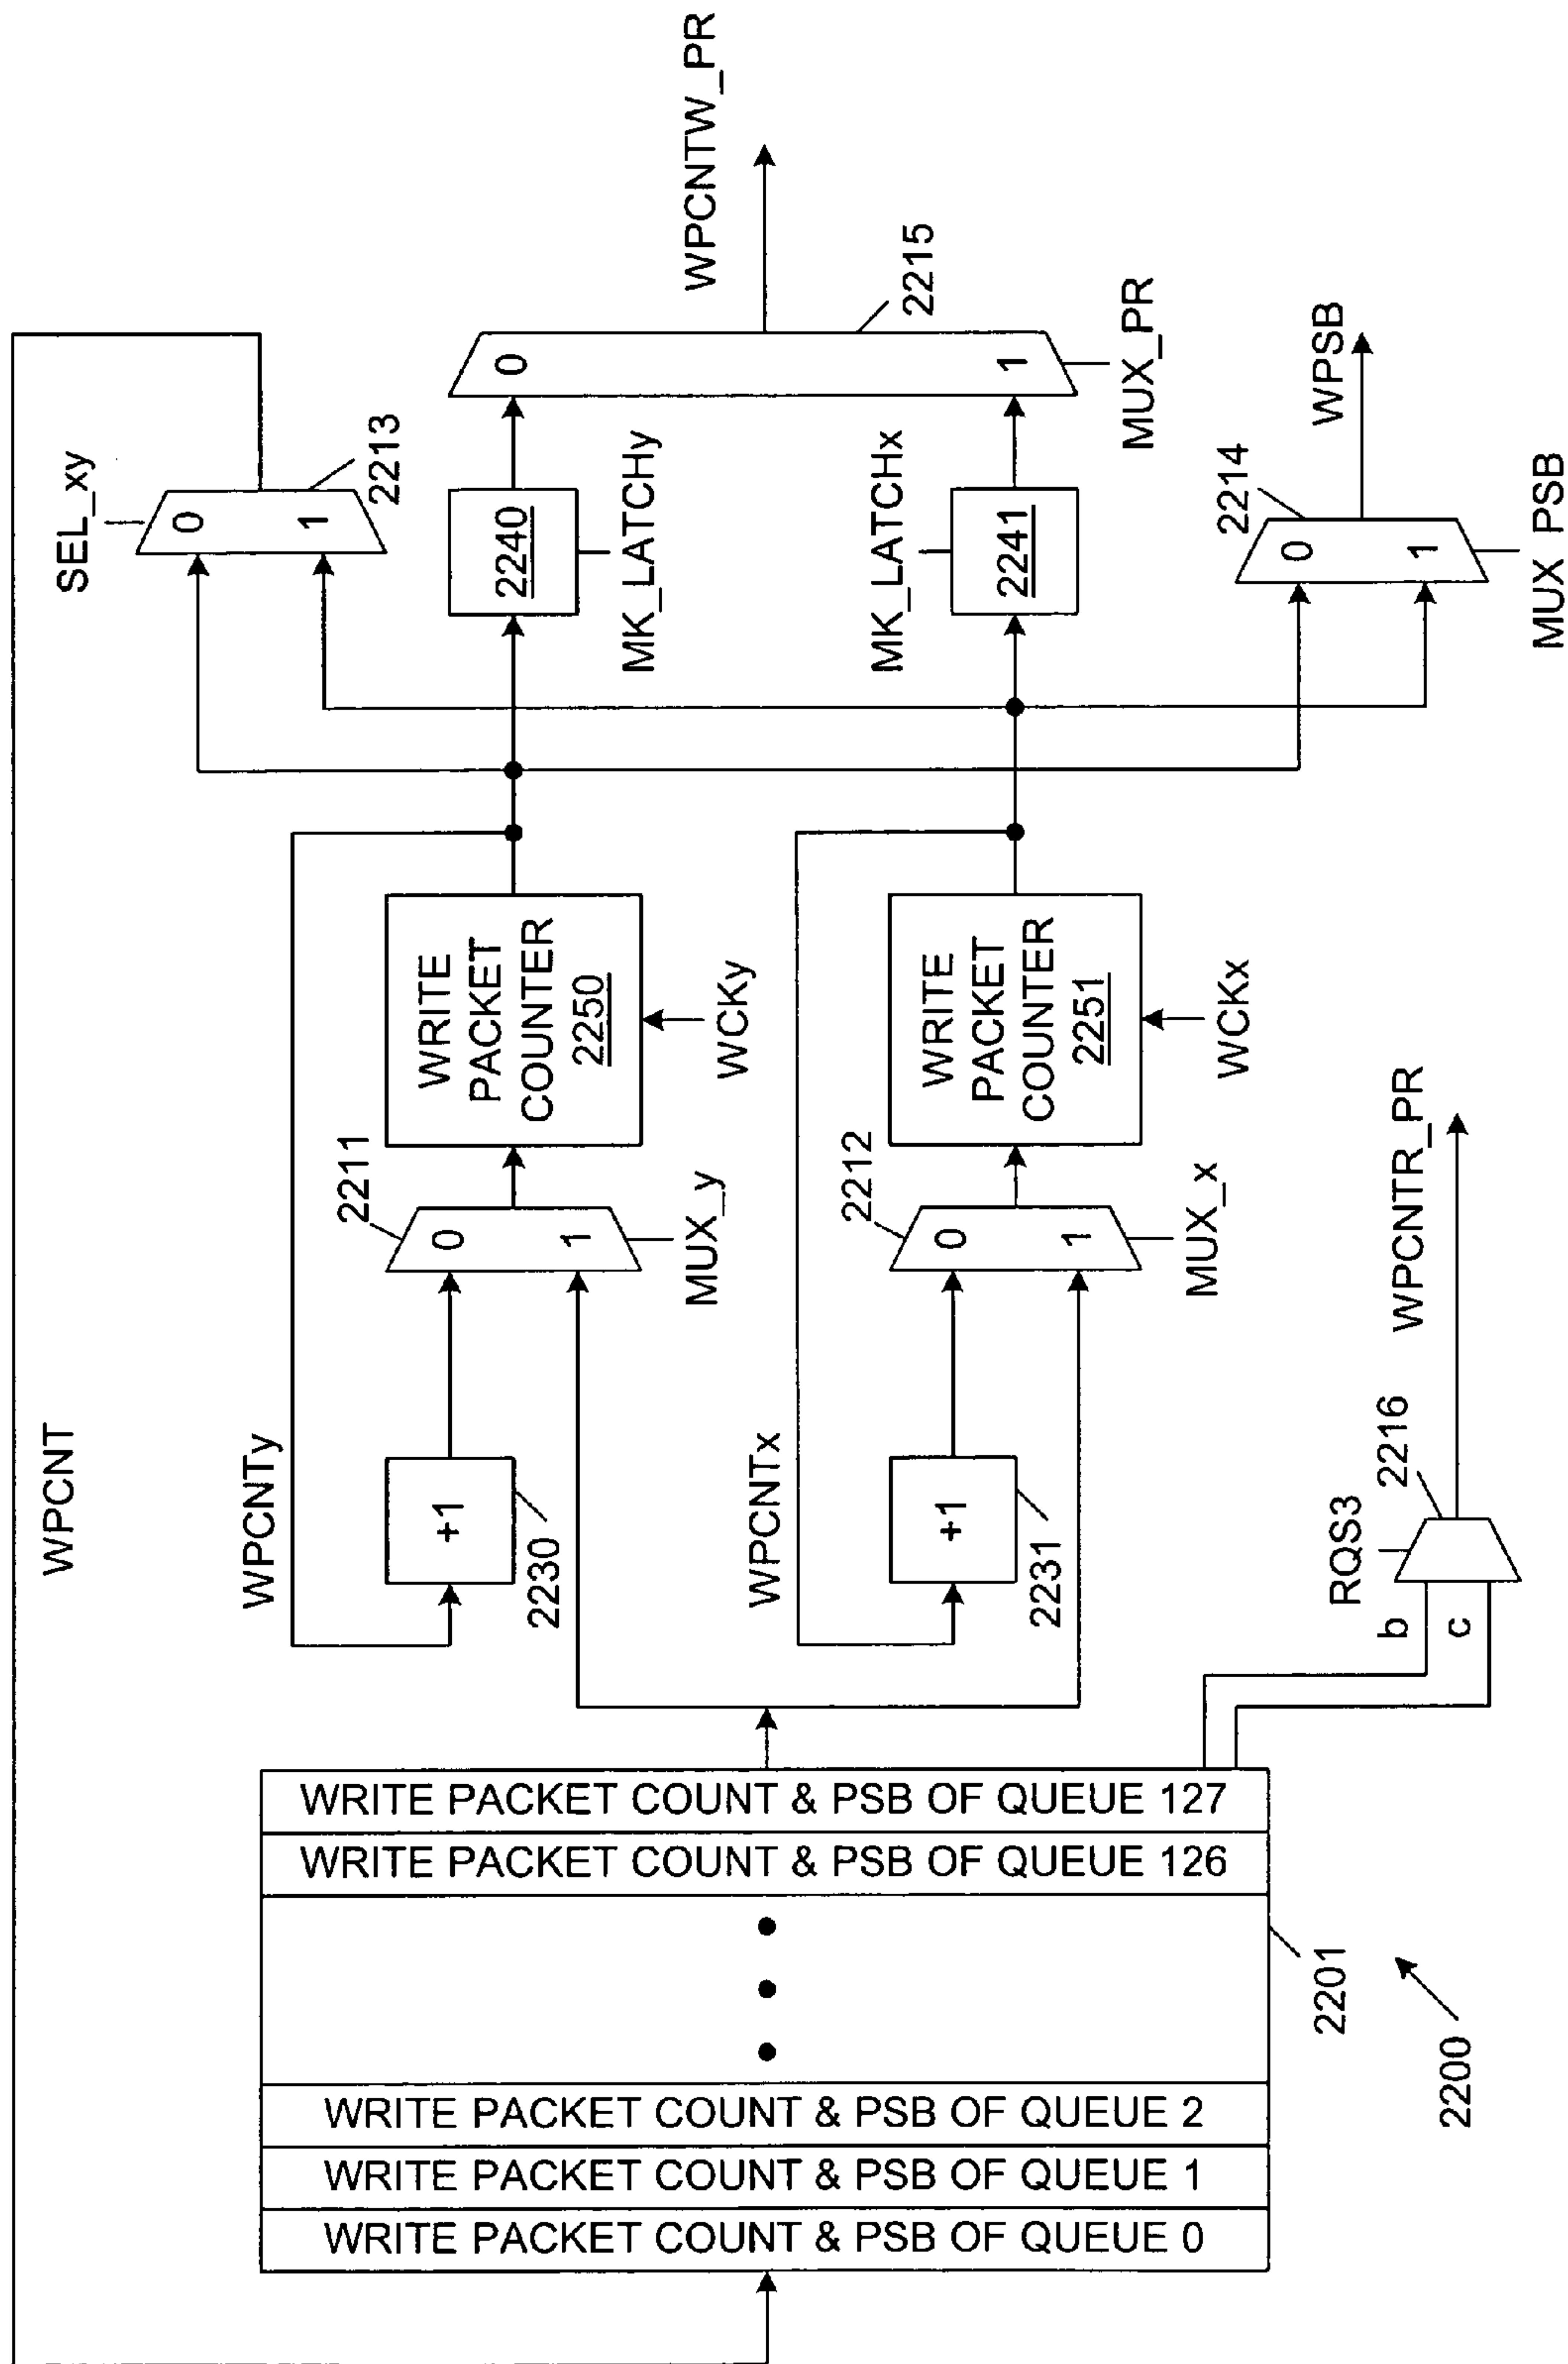 WPCNT
SEL_xy
0
1
2213
WPCNTy
+1
2230
2211
0
1
MUX_y
WRITE
PACKET
COUNTER
2250
WCKy
2240
MK_LATCHy
0
1
2215
MUX_PR
WPCNTW_PR
WPCNTx
+1
2231
2212
0
1
MUX_x
WRITE
PACKET
COUNTER
2251
WCKx
MK_LATCHx
2241
2214
0
1
MUX_PSB
WPSB
WRITE PACKET COUNT & PSB OF QUEUE 0
WRITE PACKET COUNT & PSB OF QUEUE 1
WRITE PACKET COUNT & PSB OF QUEUE 2
WRITE PACKET COUNT & PSB OF QUEUE 126
WRITE PACKET COUNT & PSB OF QUEUE 127
2201
2200
b
c
RQS3
2216
WPCNTR_PR